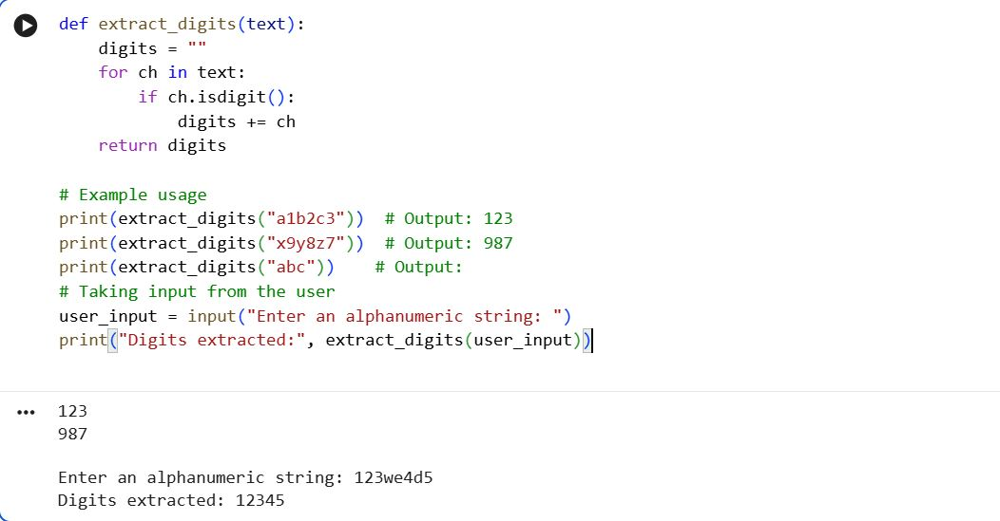 def extract_digits(text):
    digits = ""
    for ch in text:
        if ch.isdigit():
            digits += ch
    return digits
# Example usage
print(extract_digits("a1b2c3"))  # Output: 123
print(extract_digits("x9y8z7"))  # Output: 987
print(extract_digits("abc"))    # Output:
# Taking input from the user
user_input = input("Enter an alphanumeric string: ")
print("Digits extracted:", extract_digits(user_input))
123
987
Enter an alphanumeric string: 123we4d5
Digits extracted: 12345